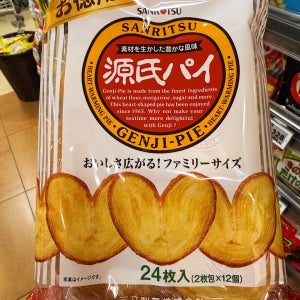 お徳用
SANRITSU
SANRITSU
素材を生かした豊かな風味
源氏パイ
Genji-Pie is made from the finest ingredients
of wheat flour, margarine, sugar and more.
This heart-shaped pie has been enjoyed
since 1965. Why not make your
teatime more delightful
with Genji?
HEART-WARMING PIE
HEART-WARMING PIE
GENJI-PIE
おいしさ広がる!ファミリーサイズ
24枚入(2枚包×12個)